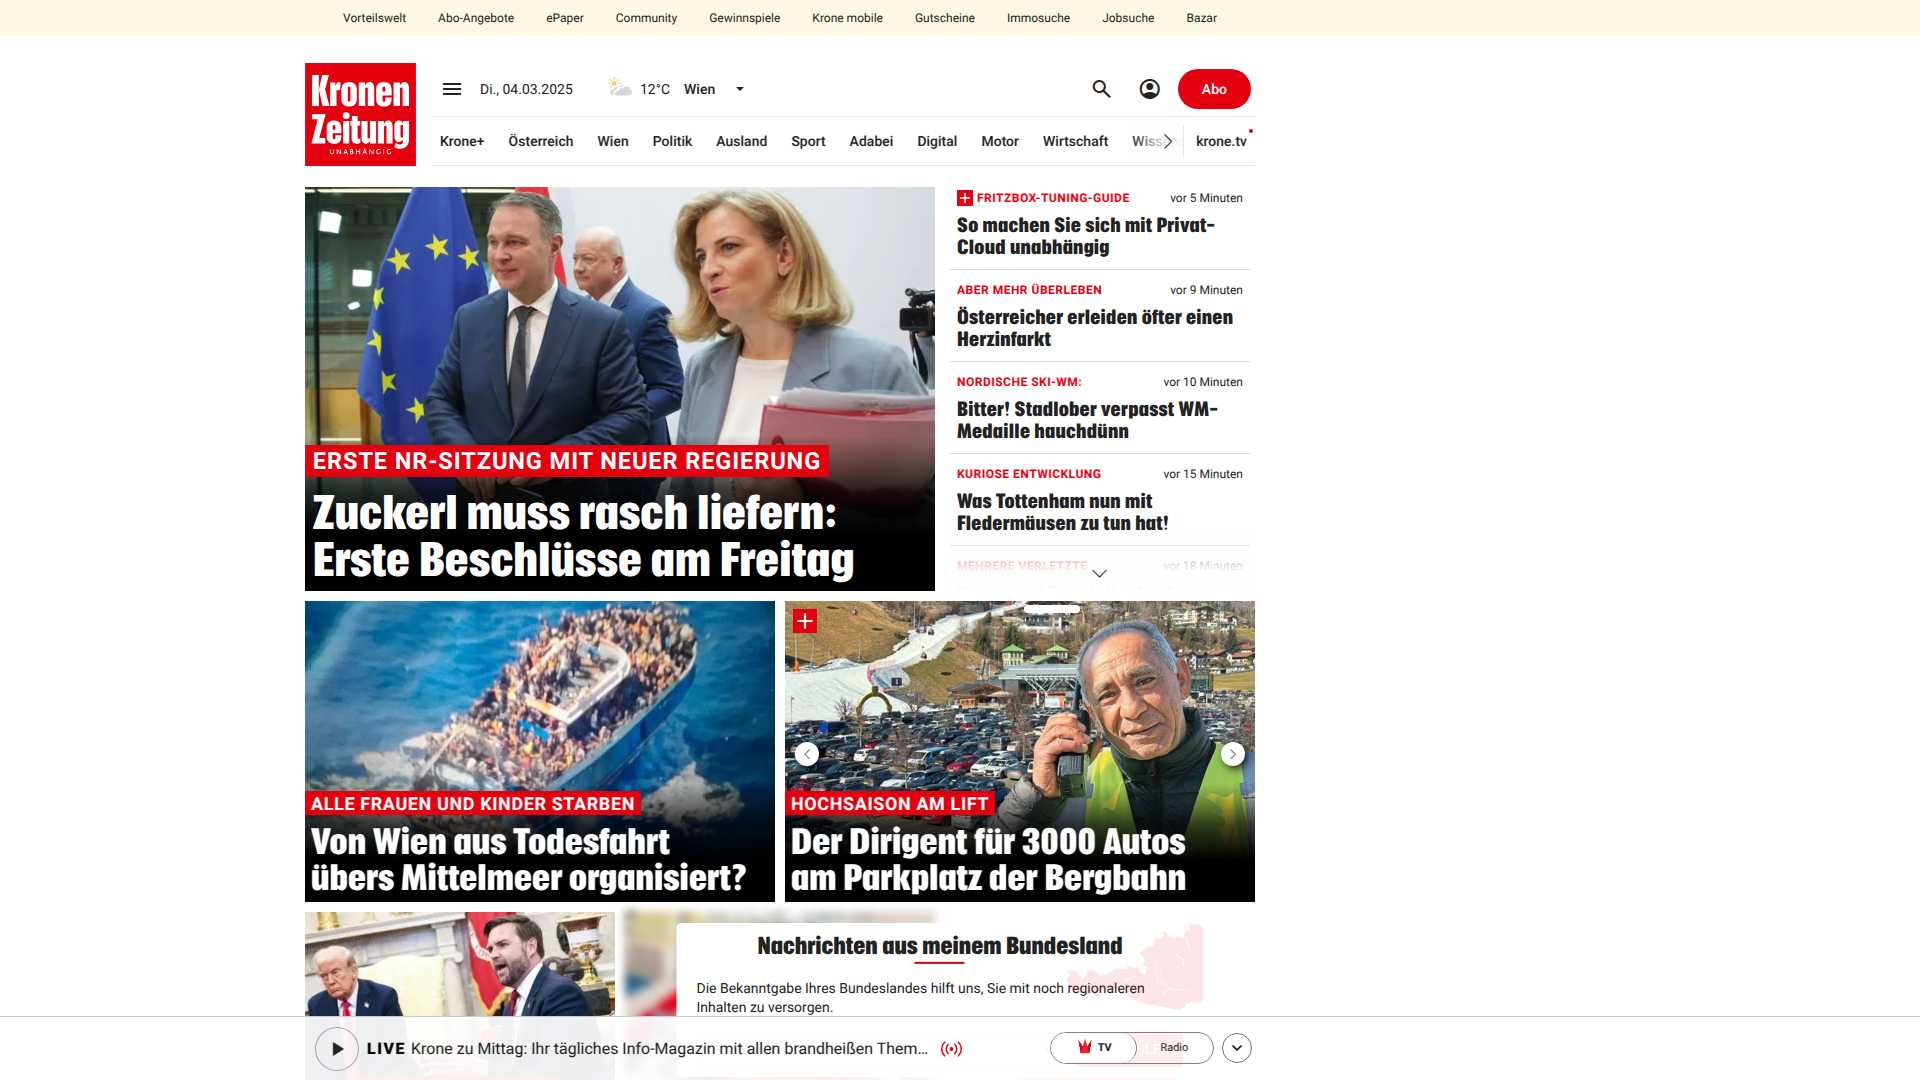 Vorteilswelt Abo-Angebote ePaper Community Gewinnspiele Krone mobile Gutscheine Immosuche Jobsuche Bazar
Kronen
Zeitung
UNABHÄNGIG
Di., 04.03.2025 12°C Wien Abo
Krone+ Österreich Wien Politik Ausland Sport Adabei Digital Motor Wirtschaft Wiss krone.tv
ERSTE NR-SITZUNG MIT NEUER REGIERUNG
Zuckerl muss rasch liefern:
Erste Beschlüsse am Freitag
FRITZBOX-TUNING-GUIDE vor 5 Minuten
So machen Sie sich mit Privat-
Cloud unabhängig
ABER MEHR ÜBERLEBEN vor 9 Minuten
Österreicher erleiden öfter einen
Herzinfarkt
NORDISCHE SKI-WM: vor 10 Minuten
Bitter! Stadlober verpasst WM-
Medaille hauchdünn
KURIOSE ENTWICKLUNG vor 15 Minuten
Was Tottenham nun mit
Fledermäusen zu tun hat!
MEHRERE VERLETZTE vor 18 Minuten
ALLE FRAUEN UND KINDER STARBEN
Von Wien aus Todesfahrt
übers Mittelmeer organisiert?
HOCHSAISON AM LIFT
Der Dirigent für 3000 Autos
am Parkplatz der Bergbahn
Nachrichten aus meinem Bundesland
Die Bekanntgabe Ihres Bundeslandes hilft uns, Sie mit noch regionaleren
Inhalten zu versorgen.
LIVE Krone zu Mittag: Ihr tägliches Info-Magazin mit allen brandheißen Them... TV Radio